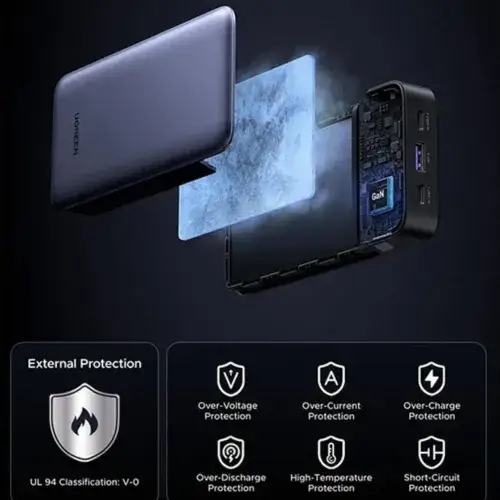 UGREEN
GaN
External Protection
UL 94 Classification: V-0
V
Over-Voltage
Protection
A
Over-Current
Protection
Over-Charge
Protection
Over-Discharge
Protection
High-Temperature
Protection
Short-Circuit
Protection